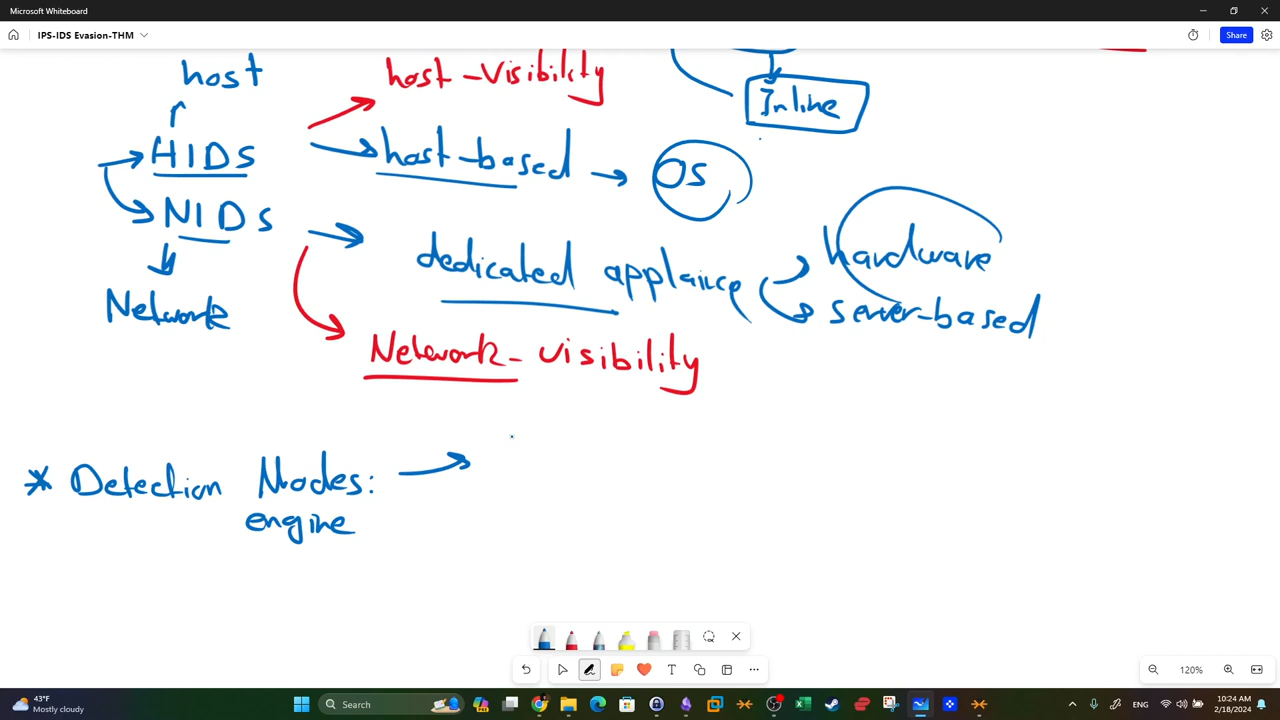 Microsoft Whiteboard
IPS-IDS Evasion-THM
Share
host
host-Visibility
Inline
HIDS
host-based
OS
NIDS
dedicated applaince
hardware
server-based
Network
Network-visibility
* Detection Modes:
engine
120%
43°F
Mostly cloudy
Search
ENG
10:24 AM
2/18/2024